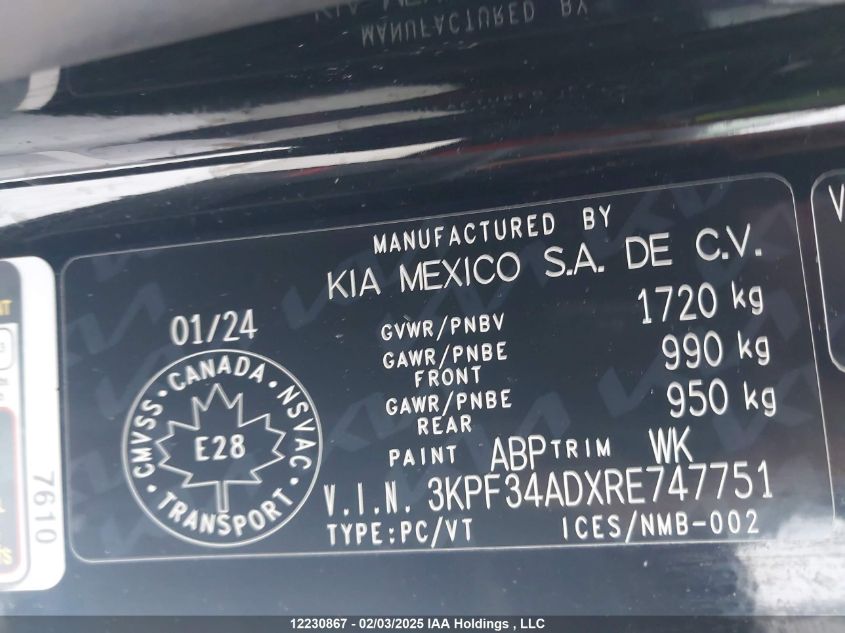 MANUFACTURED BY
MANUFACTURED BY
KIA MEXICO S.A. DE C.V.
01/24
GVWR/PNBV 1720 kg
GAWR/PNBE 990 kg
FRONT
GAWR/PNBE 950 kg
REAR
PAINT ABP TRIM WK
V.I.N. 3KPF34ADXRE747751
TYPE:PC/VT ICES/NMB-002
CMVSS · CANADA · NSVAC
E28
TRANSPORT
7610
12230867 - 02/03/2025 IAA Holdings , LLC